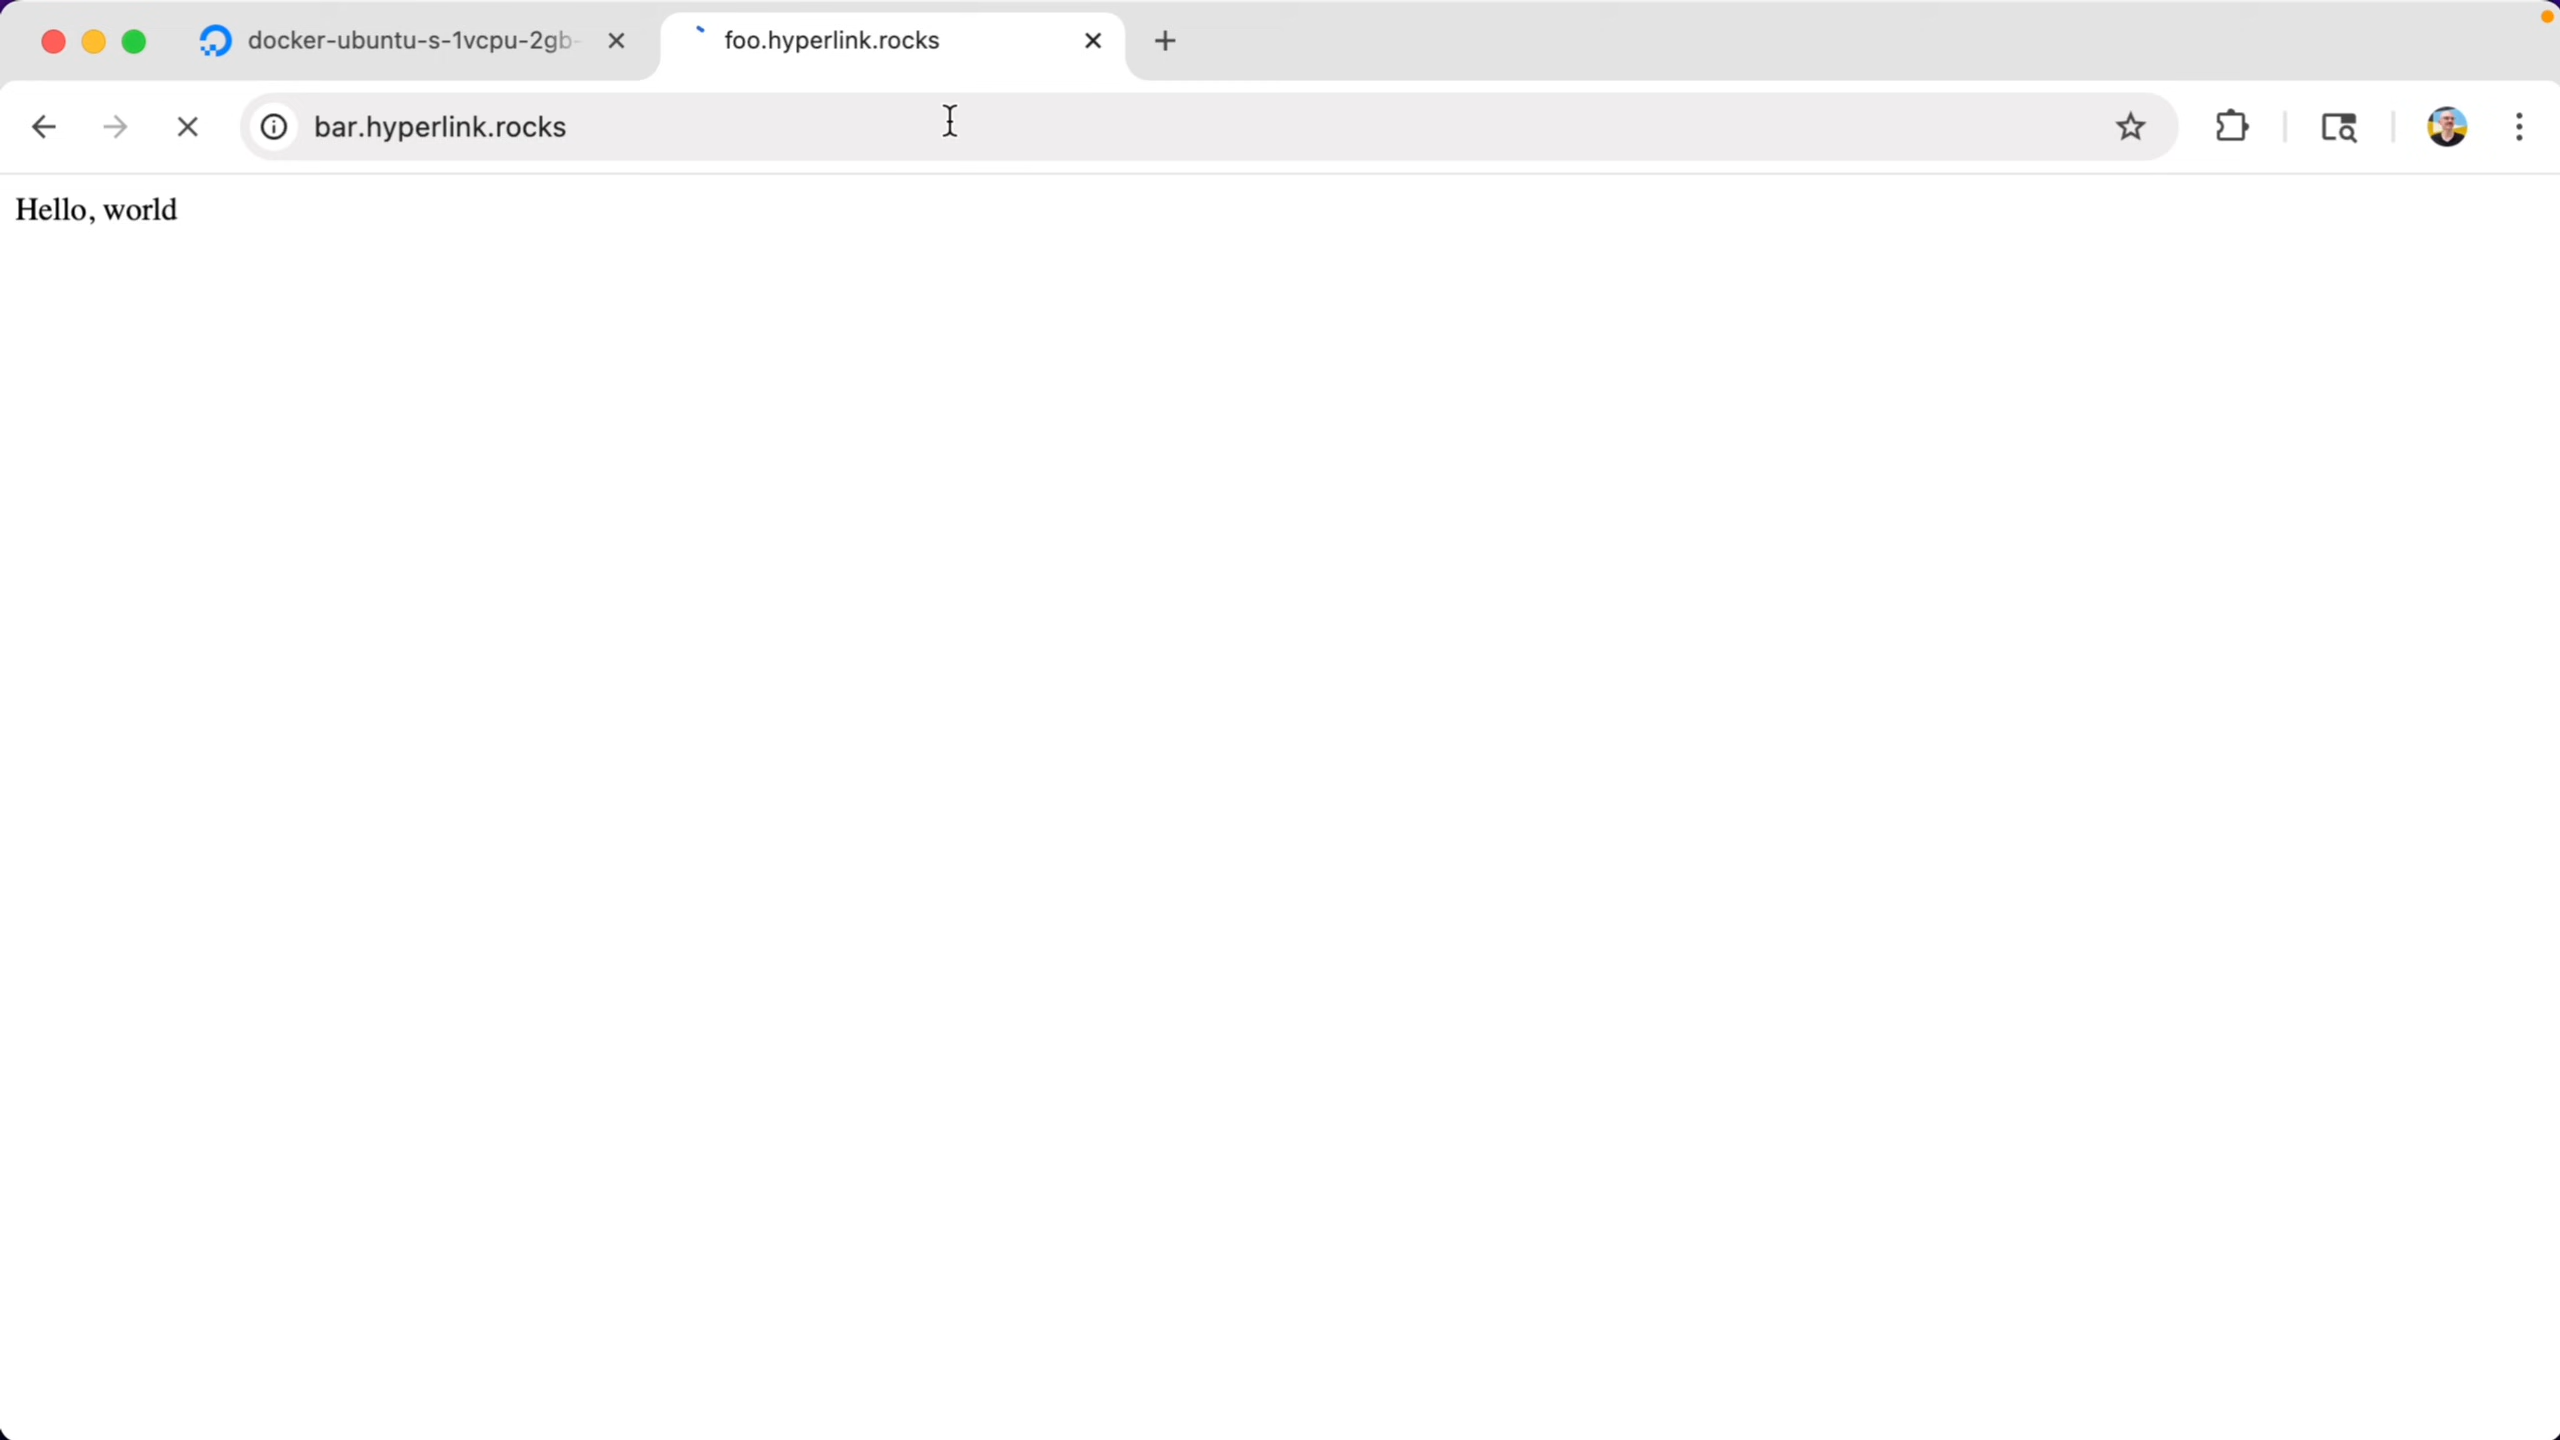 docker-ubuntu-s-1vcpu-2gb-
foo.hyperlink.rocks
bar.hyperlink.rocks
Hello, world